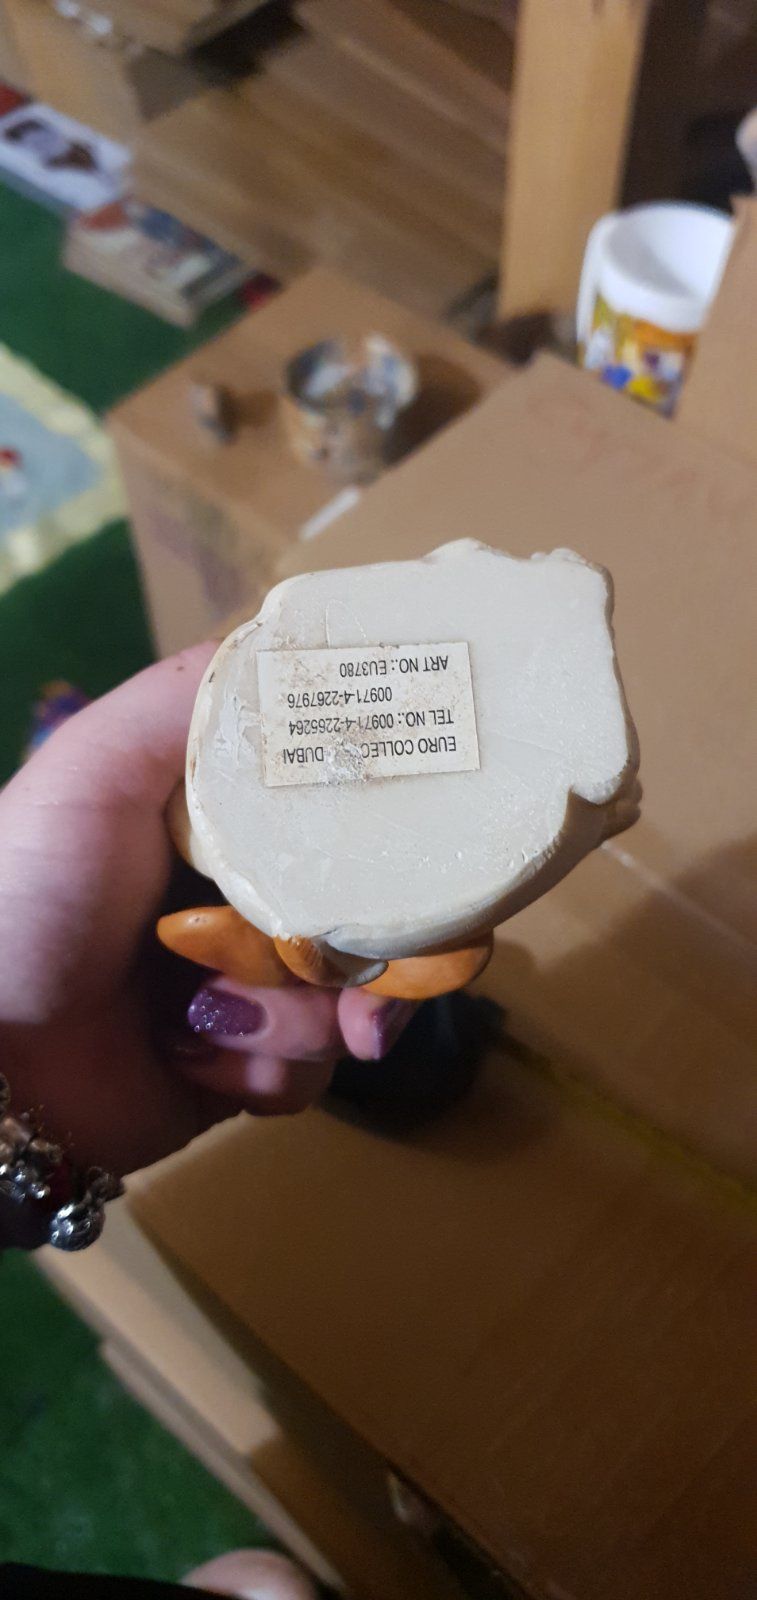 EURO COLLEC DUBAI
TEL NO.: 00971-4-2265264
00971-4-2267976
ART NO.: EU3780